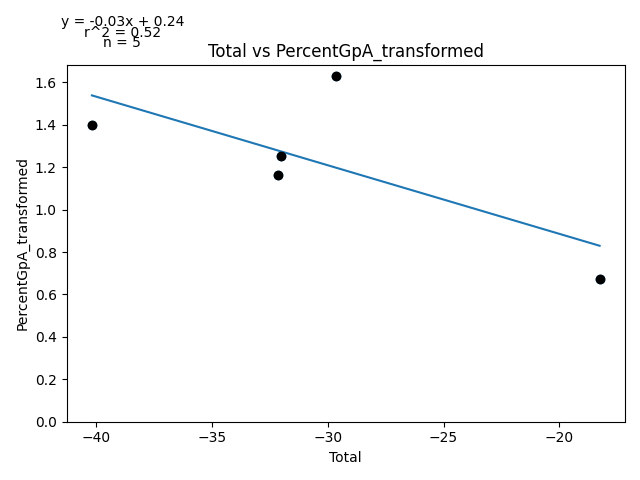 y = -0.03x + 0.24
r^2 = 0.52
n = 5
Total vs PercentGpA_transformed
1.6
1.4
1.2
1.0
0.8
0.6
0.4
0.2
0.0
PercentGpA_transformed
−40
−35
−30
−25
−20
Total